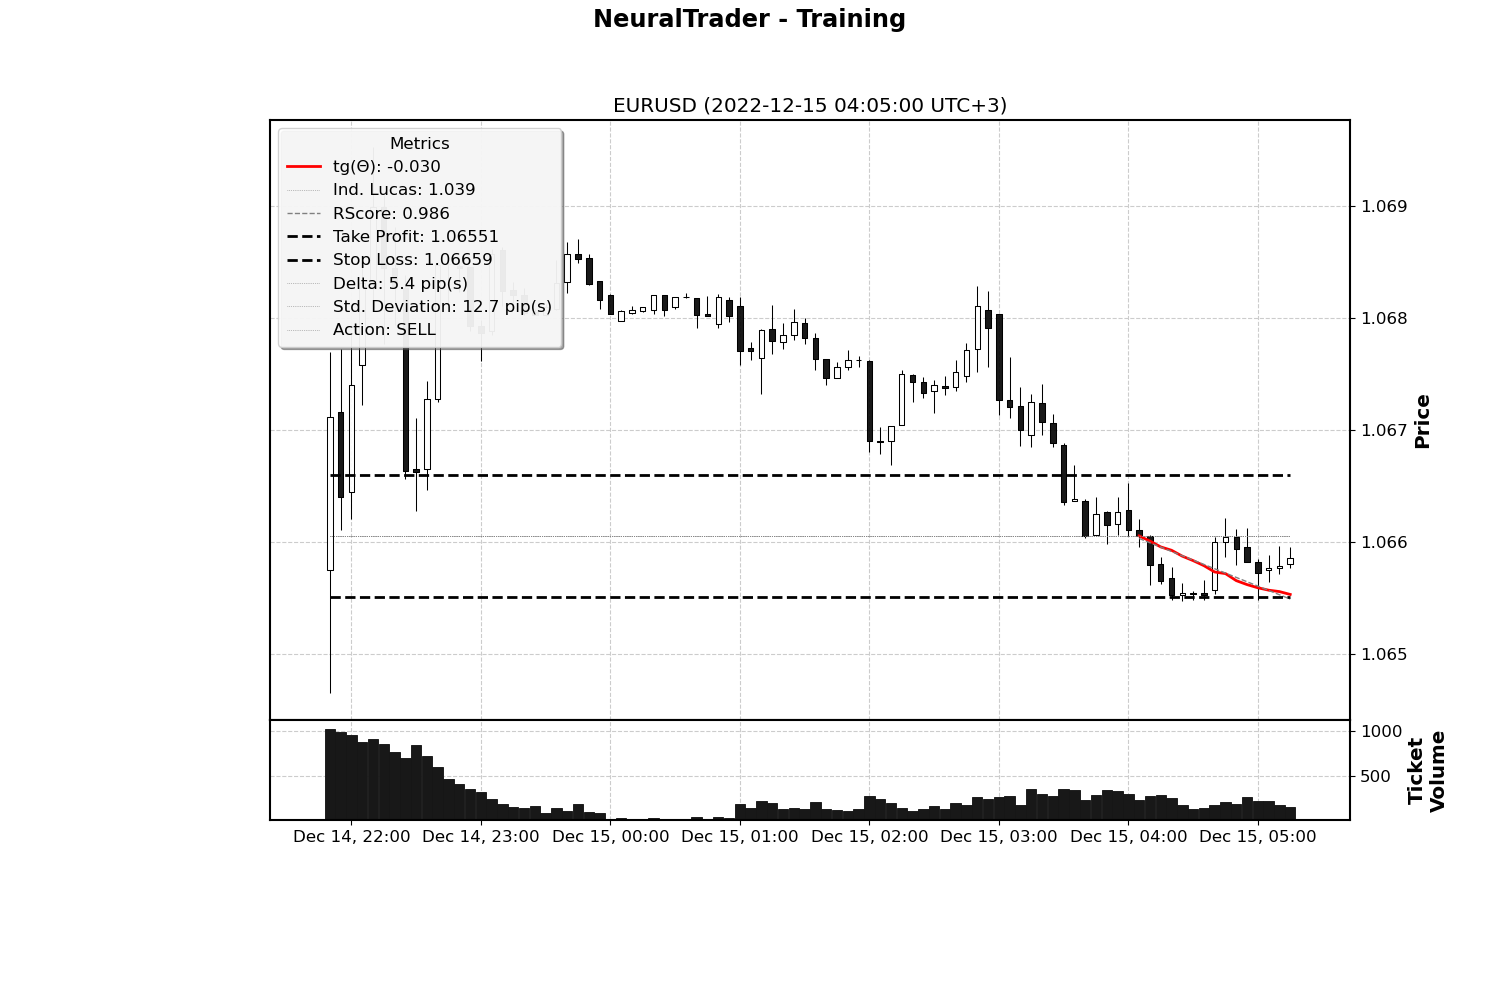 NeuralTrader - Training
EURUSD (2022-12-15 04:05:00 UTC+3)
Metrics
tg(Θ): -0.030
Ind. Lucas: 1.039
RScore: 0.986
Take Profit: 1.06551
Stop Loss: 1.06659
Delta: 5.4 pip(s)
Std. Deviation: 12.7 pip(s)
Action: SELL
1.069
1.068
1.067
1.066
1.065
Price
1000
500
Ticket
Volume
Dec 14, 22:00 Dec 14, 23:00 Dec 15, 00:00 Dec 15, 01:00 Dec 15, 02:00 Dec 15, 03:00 Dec 15, 04:00 Dec 15, 05:00